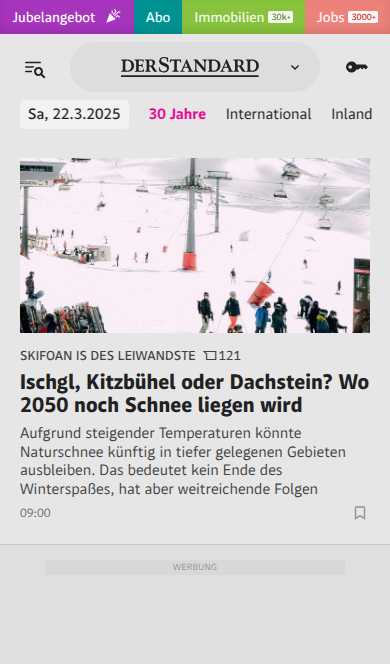 Jubelangebot Abo Immobilien 30k+ Jobs 3000+
DERSTANDARD
Sa, 22.3.2025 30 Jahre International Inland
SKIFOAN IS DES LEIWANDSTE 121
Ischgl, Kitzbühel oder Dachstein? Wo
2050 noch Schnee liegen wird
Aufgrund steigender Temperaturen könnte
Naturschnee künftig in tiefer gelegenen Gebieten
ausbleiben. Das bedeutet kein Ende des
Winterspaßes, hat aber weitreichende Folgen
09:00
WERBUNG